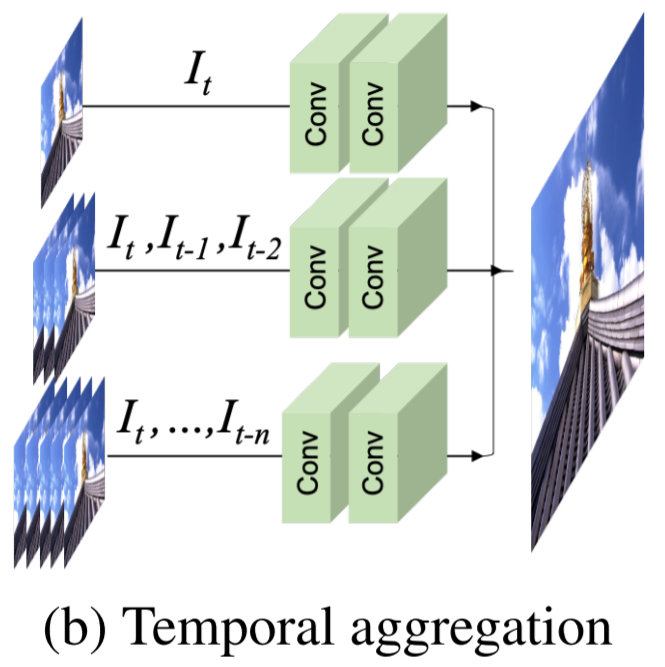 I_t
Conv Conv
I_t ,I_{t-1} ,I_{t-2}
Conv Conv
I_t ,...,I_{t-n}
Conv Conv
(b) Temporal aggregation